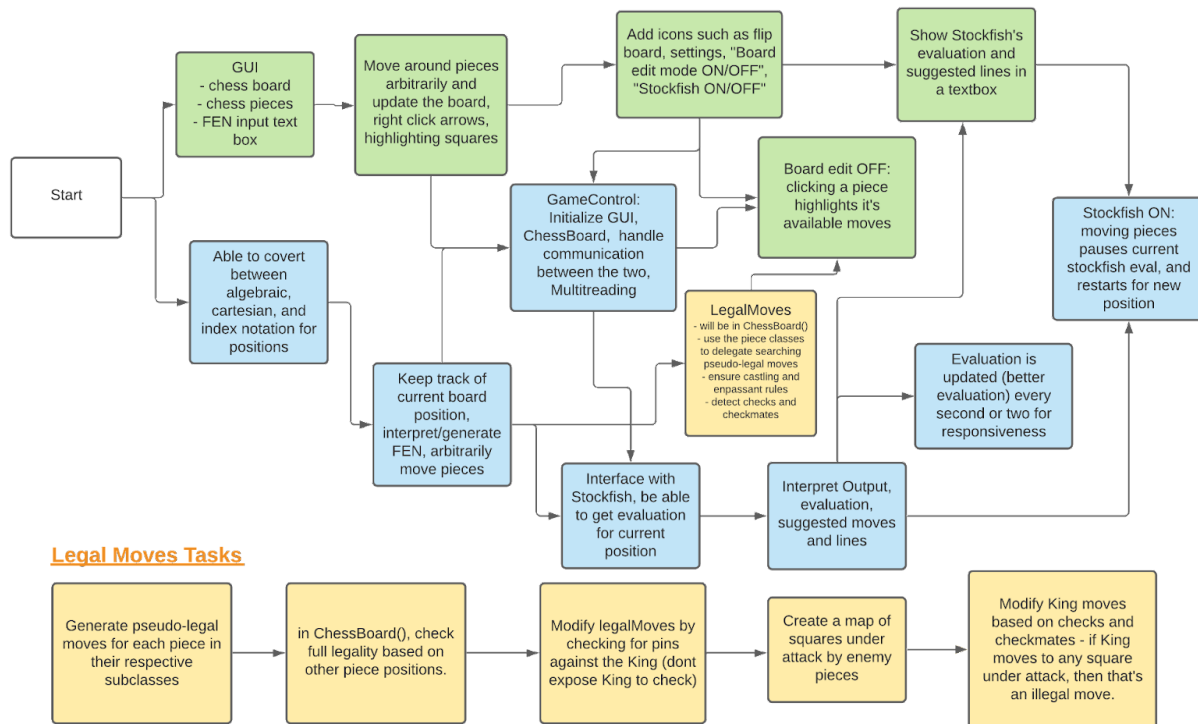 GUI
- chess board
- chess pieces
- FEN input text
box
Move around pieces
arbitrarily and
update the board,
right click arrows,
highlighting squares
Add icons such as flip
board, settings, "Board
edit mode ON/OFF",
"Stockfish ON/OFF"
Show Stockfish's
evaluation and
suggested lines in
a textbox
Start
Board edit OFF:
clicking a piece
highlights it's
available moves
GameControl:
Initialize GUI,
ChessBoard, handle
communication
between the two,
Multitreading
Stockfish ON:
moving pieces
pauses current
stockfish eval, and
restarts for new
position
Able to covert
between
algebraic,
cartesian, and
index notation for
positions
LegalMoves
- will be in ChessBoard()
- use the piece classes
to delegate searching
pseudo-legal moves
- ensure castling and
enpassant rules
- detect checks and
checkmates
Evaluation is
updated (better
evaluation) every
second or two for
responsiveness
Keep track of
current board
position,
interpret/generate
FEN, arbitrarily
move pieces
Interface with
Stockfish, be able
to get evaluation
for current
position
Interpret Output,
evaluation,
suggested moves
and lines
Legal Moves Tasks
Generate pseudo-legal
moves for each piece in
their respective
subclasses
in ChessBoard(), check
full legality based on
other piece positions.
Modify legalMoves by
checking for pins
against the King (dont
expose King to check)
Create a map of
squares under
attack by enemy
pieces
Modify King moves
based on checks and
checkmates - if King
moves to any square
under attack, then that's
an illegal move.